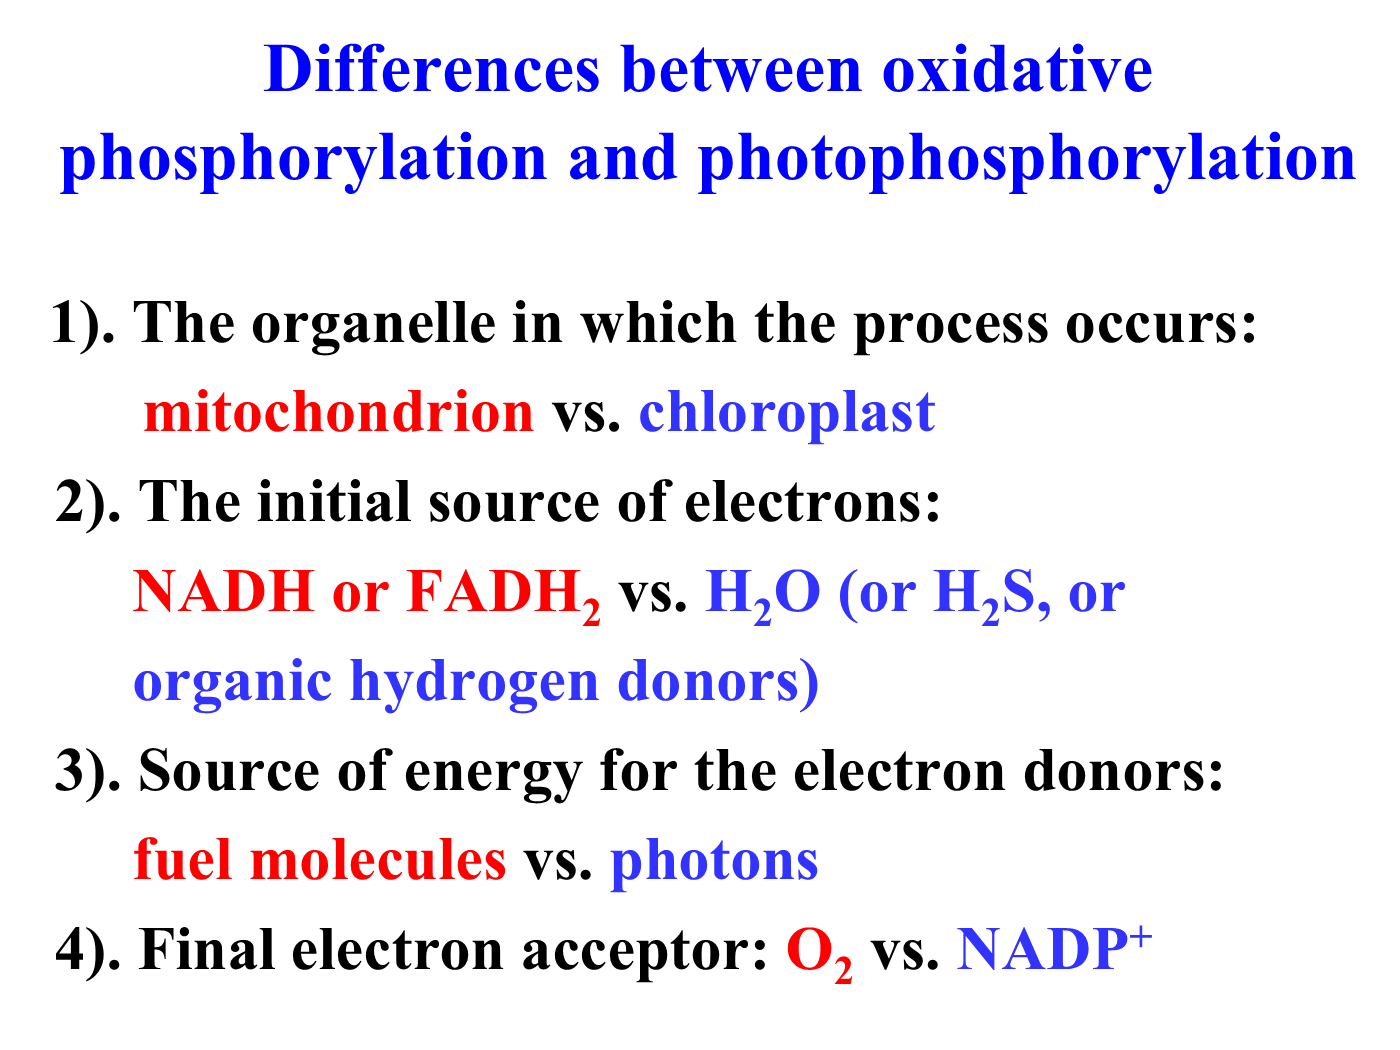 Differences between oxidative
phosphorylation and photophosphorylation
1). The organelle in which the process occurs:
mitochondrion vs. chloroplast
2). The initial source of electrons:
NADH or FADH₂ vs. H₂O (or H₂S, or
organic hydrogen donors)
3). Source of energy for the electron donors:
fuel molecules vs. photons
4). Final electron acceptor: O₂ vs. NADP⁺